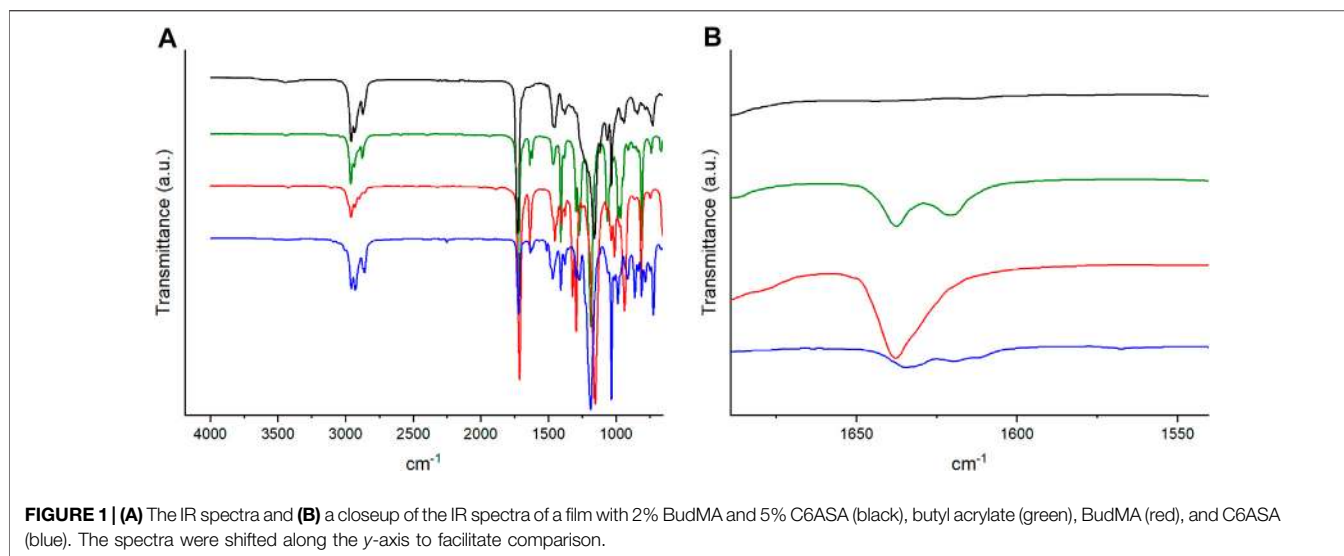 A
B
Transmittance (a.u.)
Transmittance (a.u.)
4000 3500 3000 2500 2000 1500 1000
1650 1600 1550
cm-1
cm-1
FIGURE 1 | (A) The IR spectra and (B) a closeup of the IR spectra of a film with 2% BudMA and 5% C6ASA (black), butyl acrylate (green), BudMA (red), and C6ASA
(blue). The spectra were shifted along the y-axis to facilitate comparison.